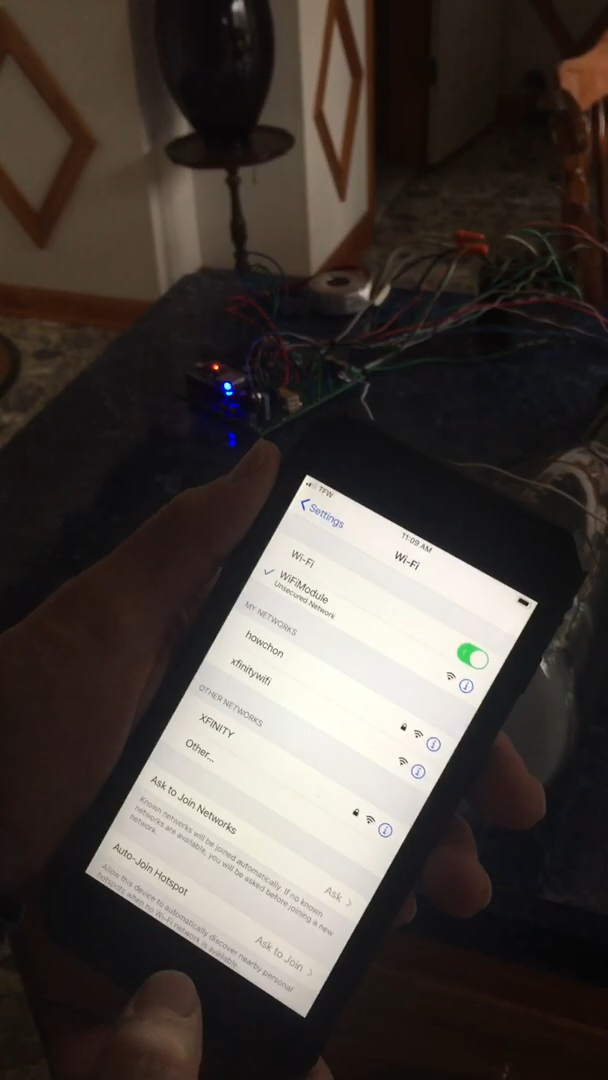 TFW
11:09 AM
Settings
Wi-Fi
Wi-Fi
WiFiModule
Unsecured Network
MY NETWORKS
howchon
xfinitywifi
OTHER NETWORKS
XFINITY
Other...
Ask to Join Networks
Ask
Known networks will be joined automatically. If no known
networks are available, you will be asked before joining a new
network.
Auto-Join Hotspot
Ask to Join
Allow this device to automatically discover nearby personal
hotspots when no Wi-Fi network is available.